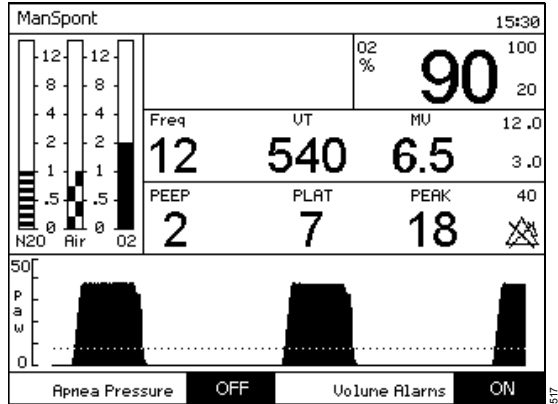 ManSpont 15:30
12 12
8 8
4 4
2 2
1 1
.5 .5
0 0
N2O Air O2
O2
%
90
100
20
Freq VT MV
12 540 6.5
12.0
3.0
PEEP PLAT PEAK
2 7 18
40
50
Paw
0
Apnea Pressure OFF Volume Alarms ON
517